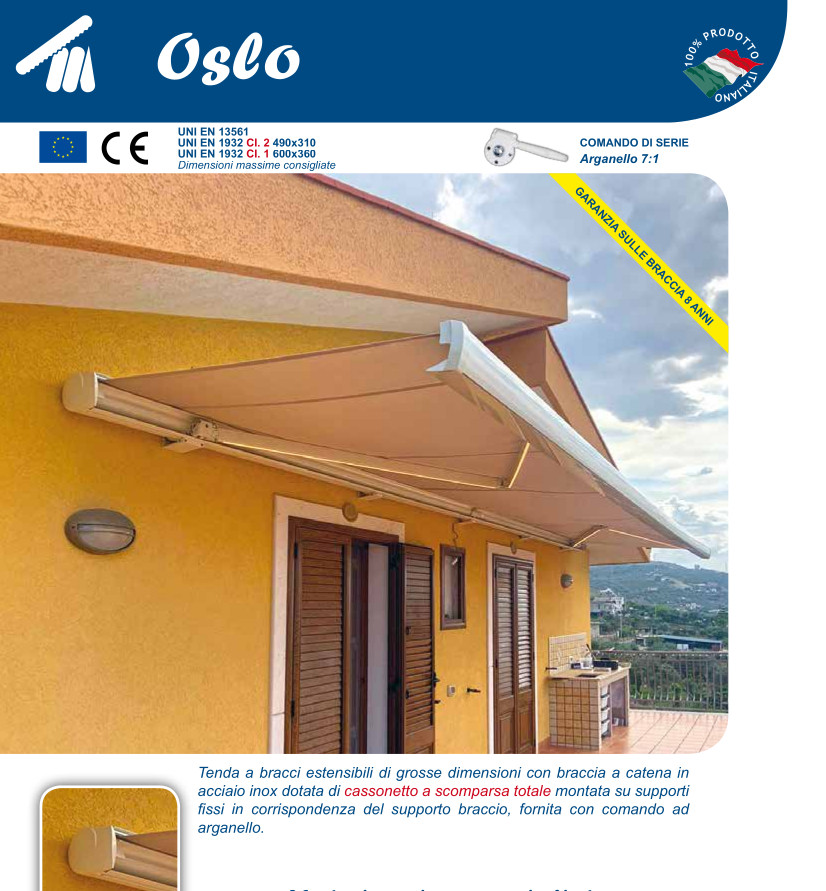 Oslo
100% PRODOTTO ITALIANO
UNI EN 13561
UNI EN 1932 Cl. 2 490x310
UNI EN 1932 Cl. 1 600x360
Dimensioni massime consigliate
COMANDO DI SERIE
Arganello 7:1
GARANZIA SULLE BRACCIA 8 ANNI
Tenda a bracci estensibili di grosse dimensioni con braccia a catena in
acciaio inox dotata di cassonetto a scomparsa totale montata su supporti
fissi in corrispondenza del supporto braccio, fornita con comando ad
arganello.